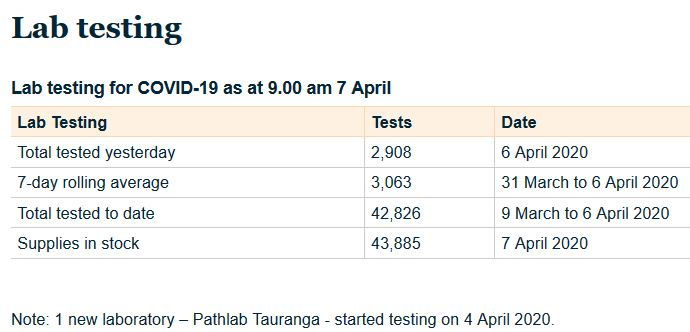 Lab testing
Lab testing for COVID-19 as at 9.00 am 7 April
Lab Testing Tests Date
Total tested yesterday 2,908 6 April 2020
7-day rolling average 3,063 31 March to 6 April 2020
Total tested to date 42,826 9 March to 6 April 2020
Supplies in stock 43,885 7 April 2020
Note: 1 new laboratory – Pathlab Tauranga - started testing on 4 April 2020.